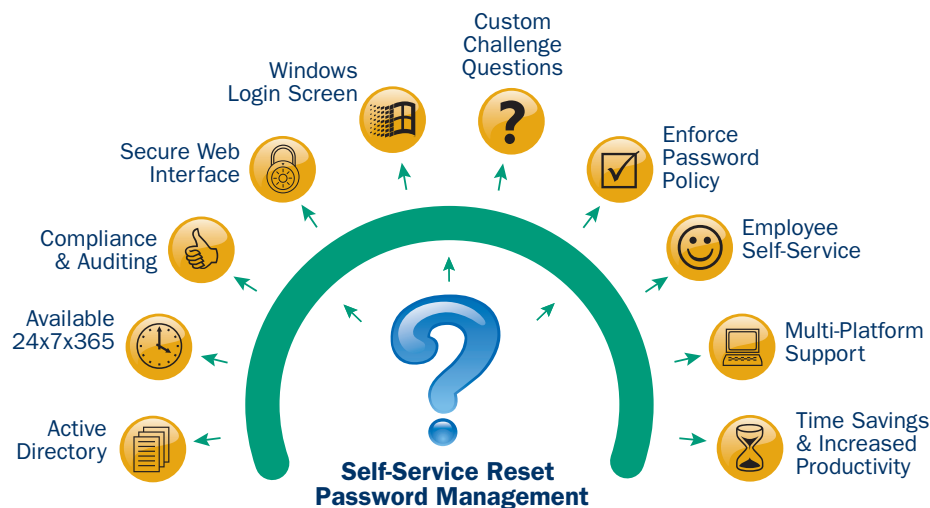 Custom
Challenge
Questions
Windows
Login Screen
Secure Web
Interface
Enforce
Password
Policy
Compliance
& Auditing
Employee
Self-Service
Available
24x7x365
Multi-Platform
Support
Active
Directory
Time Savings
& Increased
Productivity
Self-Service Reset
Password Management